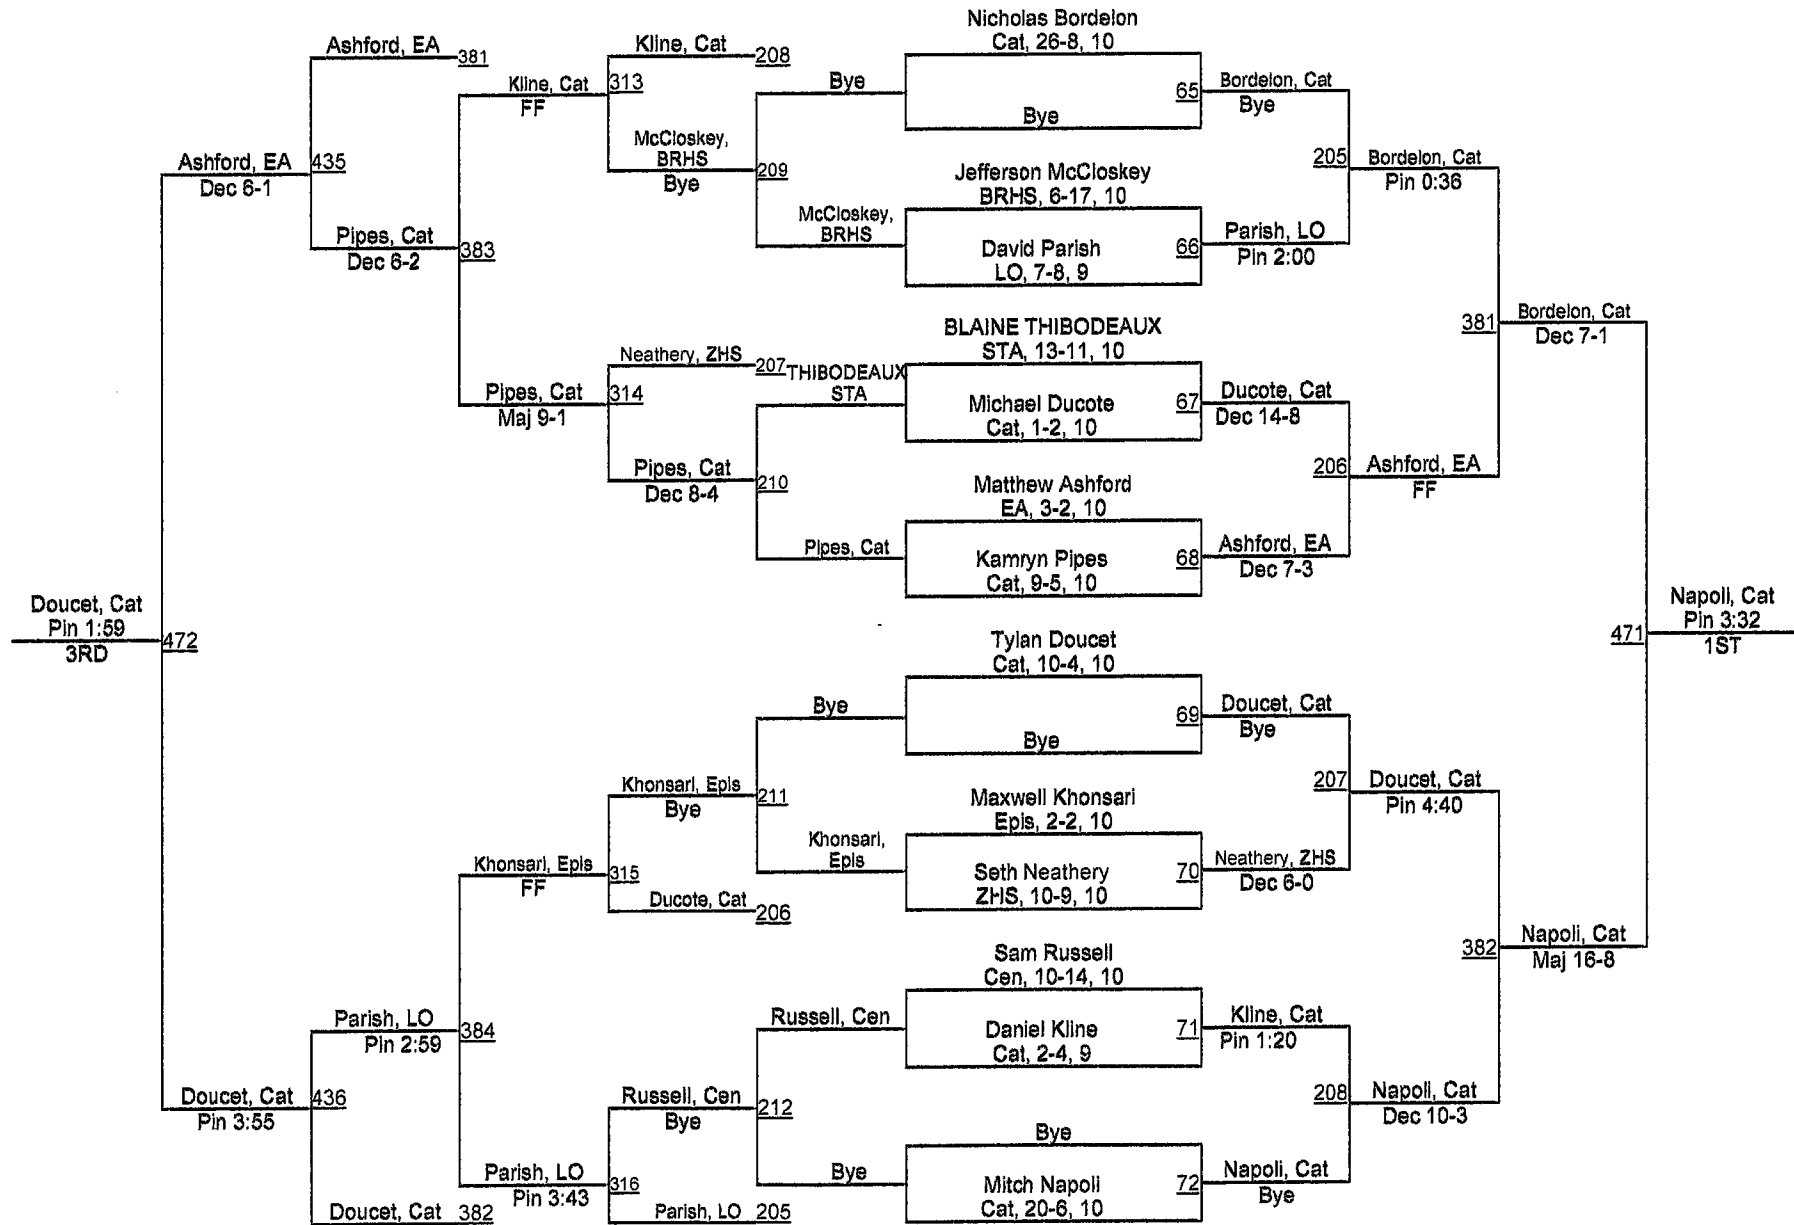 Nicholas Bordelon
Cat, 26-8, 10
Ashford, EA
381
Kline, Cat
208
Kline, Cat
FF
313
Bye
Bye
65
Bordelon, Cat
Bye
McCloskey,
BRHS
Bye
209
Ashford, EA
Dec 6-1
435
Jefferson McCloskey
BRHS, 6-17, 10
205
Bordelon, Cat
Pin 0:36
McCloskey,
BRHS
David Parish
LO, 7-8, 9
66
Parish, LO
Pin 2:00
Pipes, Cat
Dec 6-2
383
BLAINE THIBODEAUX
STA, 13-11, 10
381
Bordelon, Cat
Dec 7-1
Neathery, ZHS
207
THIBODEAUX
STA
Pipes, Cat
Maj 9-1
314
Michael Ducote
Cat, 1-2, 10
67
Ducote, Cat
Dec 14-8
Pipes, Cat
Dec 8-4
210
Matthew Ashford
EA, 3-2, 10
206
Ashford, EA
FF
Pipes, Cat
Kamryn Pipes
Cat, 9-5, 10
68
Ashford, EA
Dec 7-3
Doucet, Cat
Pin 1:59
3RD
472
Tylan Doucet
Cat, 10-4, 10
471
Napoli, Cat
Pin 3:32
1ST
Bye
Bye
69
Doucet, Cat
Bye
Khonsari, Epis
Bye
211
Maxwell Khonsari
Epis, 2-2, 10
207
Doucet, Cat
Pin 4:40
Khonsari,
Epis
Khonsari, Epis
FF
315
Seth Neathery
ZHS, 10-9, 10
70
Neathery, ZHS
Dec 6-0
Ducote, Cat
206
Sam Russell
Cen, 10-14, 10
382
Napoli, Cat
Maj 16-8
Parish, LO
Pin 2:59
384
Russell, Cen
Daniel Kline
Cat, 2-4, 9
71
Kline, Cat
Pin 1:20
Doucet, Cat
Pin 3:55
436
Russell, Cen
Bye
212
208
Napoli, Cat
Dec 10-3
Bye
Parish, LO
Pin 3:43
316
Bye
Mitch Napoli
Cat, 20-6, 10
72
Napoli, Cat
Bye
Doucet, Cat
382
Parish, LO
205